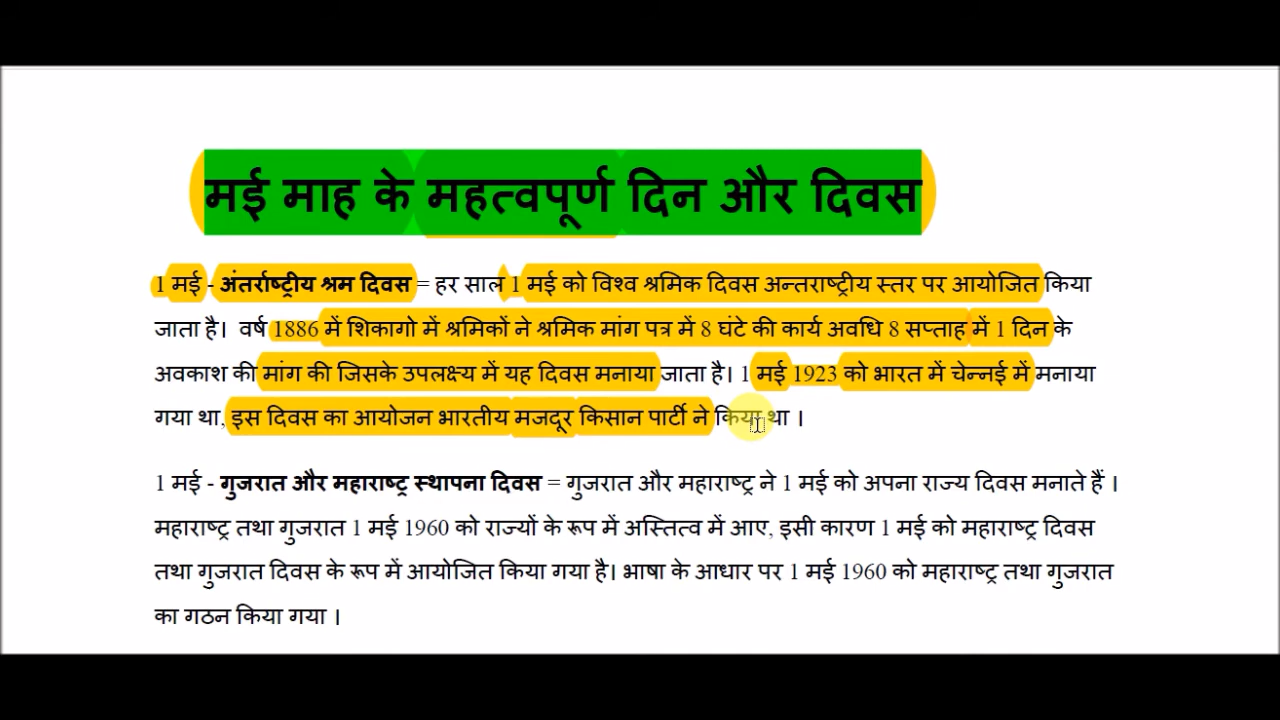 मई माह के महत्वपूर्ण दिन और दिवस
1 मई - अंतर्राष्ट्रीय श्रम दिवस = हर साल 1 मई को विश्व श्रमिक दिवस अन्तराष्ट्रीय स्तर पर आयोजित किया
जाता है। वर्ष 1886 में शिकागो में श्रमिकों ने श्रमिक मांग पत्र में 8 घंटे की कार्य अवधि 8 सप्ताह में 1 दिन के
अवकाश की मांग की जिसके उपलक्ष्य में यह दिवस मनाया जाता है। 1 मई 1923 को भारत में चेन्नई में मनाया
गया था, इस दिवस का आयोजन भारतीय मजदूर किसान पार्टी ने किया था ।
1 मई - गुजरात और महाराष्ट्र स्थापना दिवस = गुजरात और महाराष्ट्र ने 1 मई को अपना राज्य दिवस मनाते हैं ।
महाराष्ट्र तथा गुजरात 1 मई 1960 को राज्यों के रूप में अस्तित्व में आए, इसी कारण 1 मई को महाराष्ट्र दिवस
तथा गुजरात दिवस के रूप में आयोजित किया गया है। भाषा के आधार पर 1 मई 1960 को महाराष्ट्र तथा गुजरात
का गठन किया गया ।